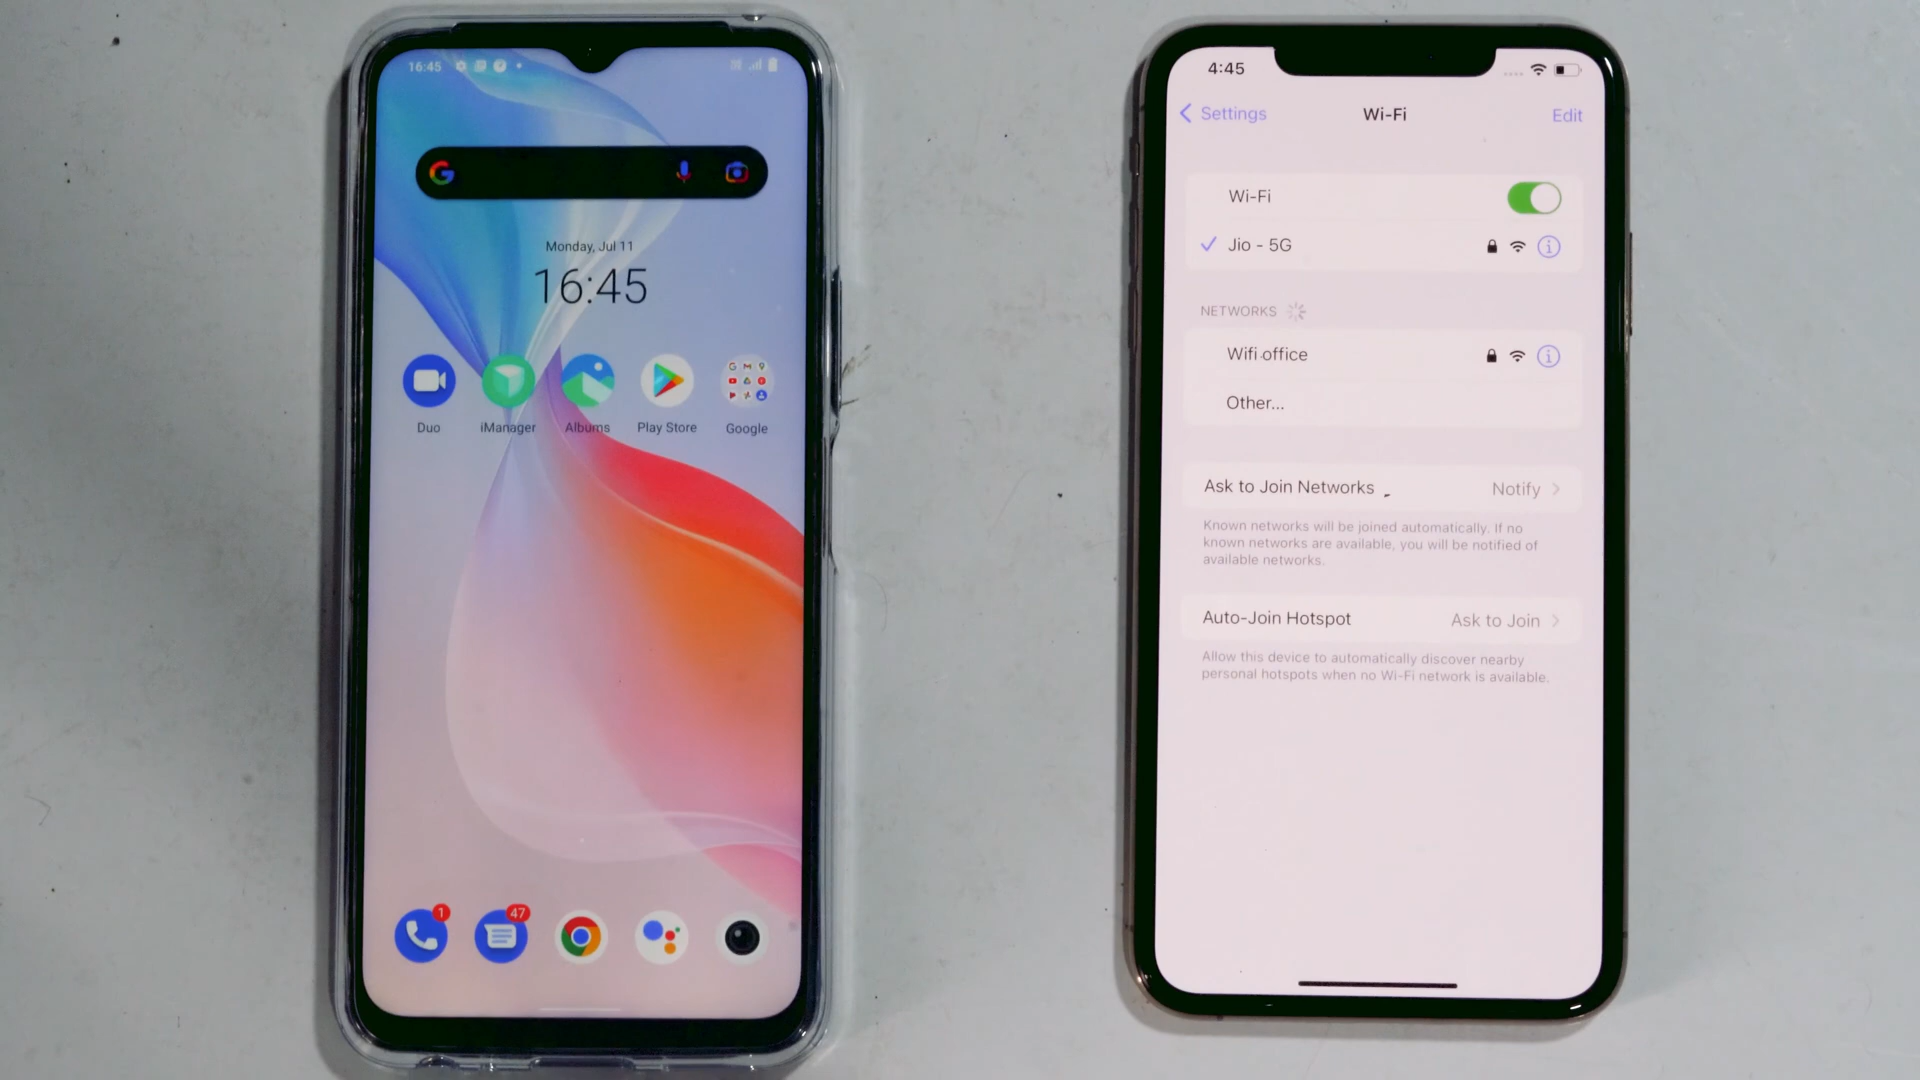 16:45
Monday, Jul 11
16:45
Duo
iManager
Albums
Play Store
Google
1
47
4:45
Settings
Wi-Fi
Edit
Wi-Fi
Jio - 5G
NETWORKS
Wifi office
Other...
Ask to Join Networks
Notify
Known networks will be joined automatically. If no
known networks are available, you will be notified of
available networks.
Auto-Join Hotspot
Ask to Join
Allow this device to automatically discover nearby
personal hotspots when no Wi-Fi network is available.